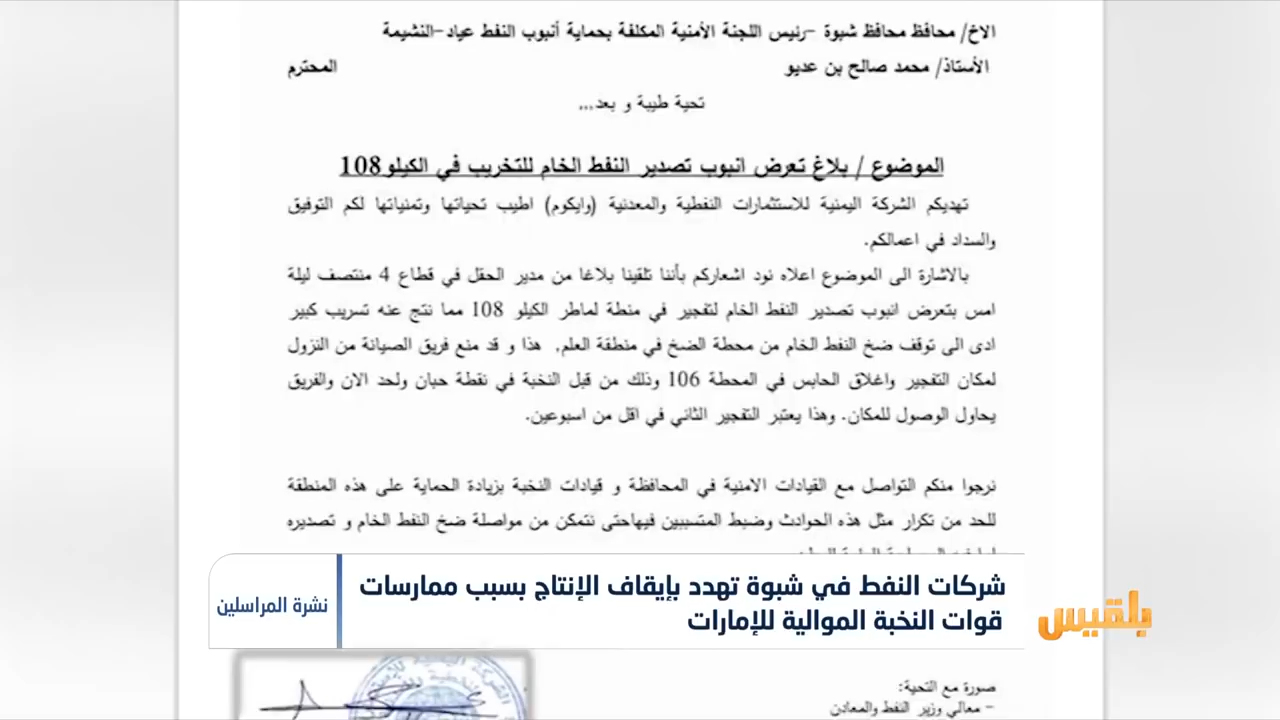 الاخ/ محافظ محافظ شبوة -رئيس اللجنة الأمنية المكلفة بحماية أنبوب النفط عياد-النشيمة
الأستاذ/ محمد صالح بن عديو المحترم
تحية طيبة و بعد...
الموضوع / بلاغ تعرض انبوب تصدير النفط الخام للتخريب في الكيلو 108
تهديكم الشركة اليمنية للاستثمارات النفطية والمعدنية (وايكوم) اطيب تحياتها وتمنياتها لكم التوفيق
والسداد في اعمالكم.
بالاشارة الى الموضوع اعلاه نود اشعاركم بأننا تلقينا بلاغا من مدير الحقل في قطاع 4 منتصف ليلة
امس بتعرض انبوب تصدير النفط الخام لتفجير في منطة لماطر الكيلو 108 مما نتج عنه تسريب كبير
ادى الى توقف ضخ النفط الخام من محطة الضخ في منطقة العلم, هذا و قد منع فريق الصيانة من النزول
لمكان التفجير واغلاق الحابس في المحطة 106 وذلك من قبل النخبة في نقطة حبان ولحد الان والفريق
يحاول الوصول للمكان. وهذا يعتبر التفجير الثاني في اقل من اسبوعين.
نرجوا منكم التواصل مع القيادات الامنية في المحافظة و قيادات النخبة بزيادة الحماية على هذه المنطقة
للحد من تكرار مثل هذه الحوادث وضبط المتسببين فيهاحتى نتمكن من مواصلة ضخ النفط الخام و تصديره
شركات النفط في شبوة تهدد بإيقاف الإنتاج بسبب ممارسات
قوات النخبة الموالية للإمارات
نشرة المراسلين
بلقيس
صورة مع التحية:
- معالي وزير النفط والمعادن